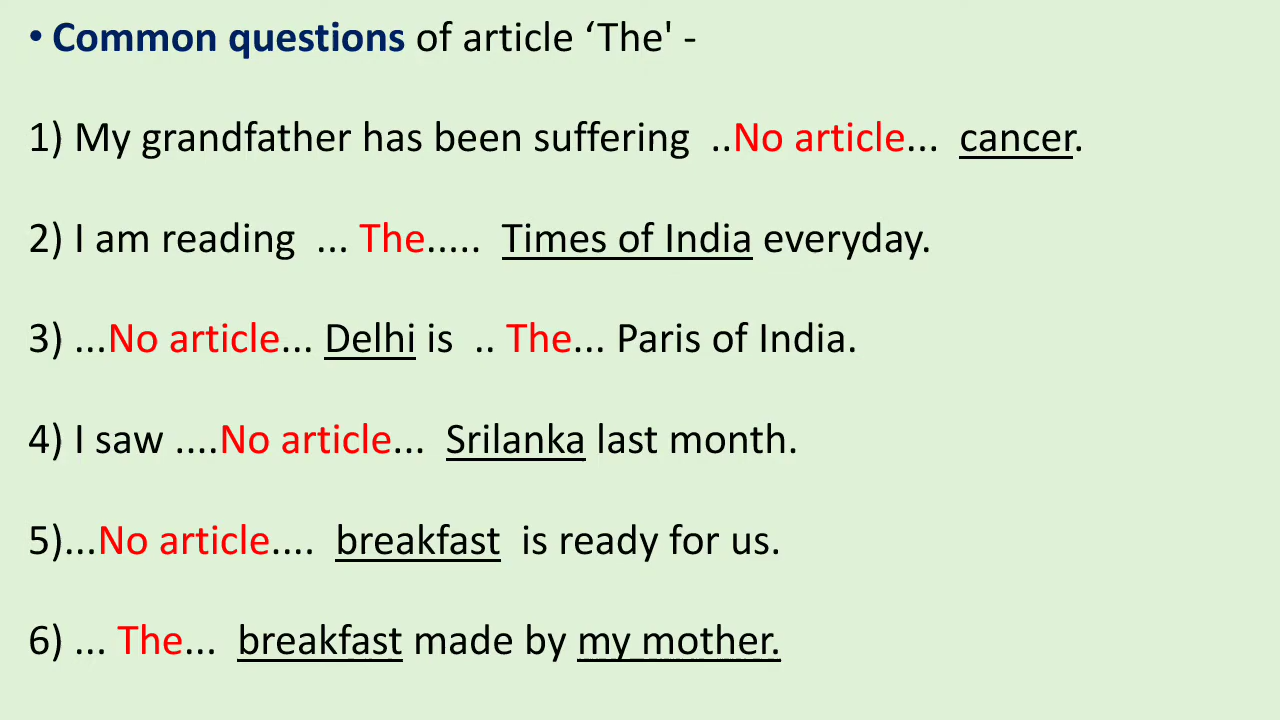 • Common questions of article ‘The' -
1) My grandfather has been suffering ..No article... cancer.
2) I am reading ... The..... Times of India everyday.
3) ...No article... Delhi is .. The... Paris of India.
4) I saw ....No article... Srilanka last month.
5)...No article.... breakfast is ready for us.
6) ... The... breakfast made by my mother.